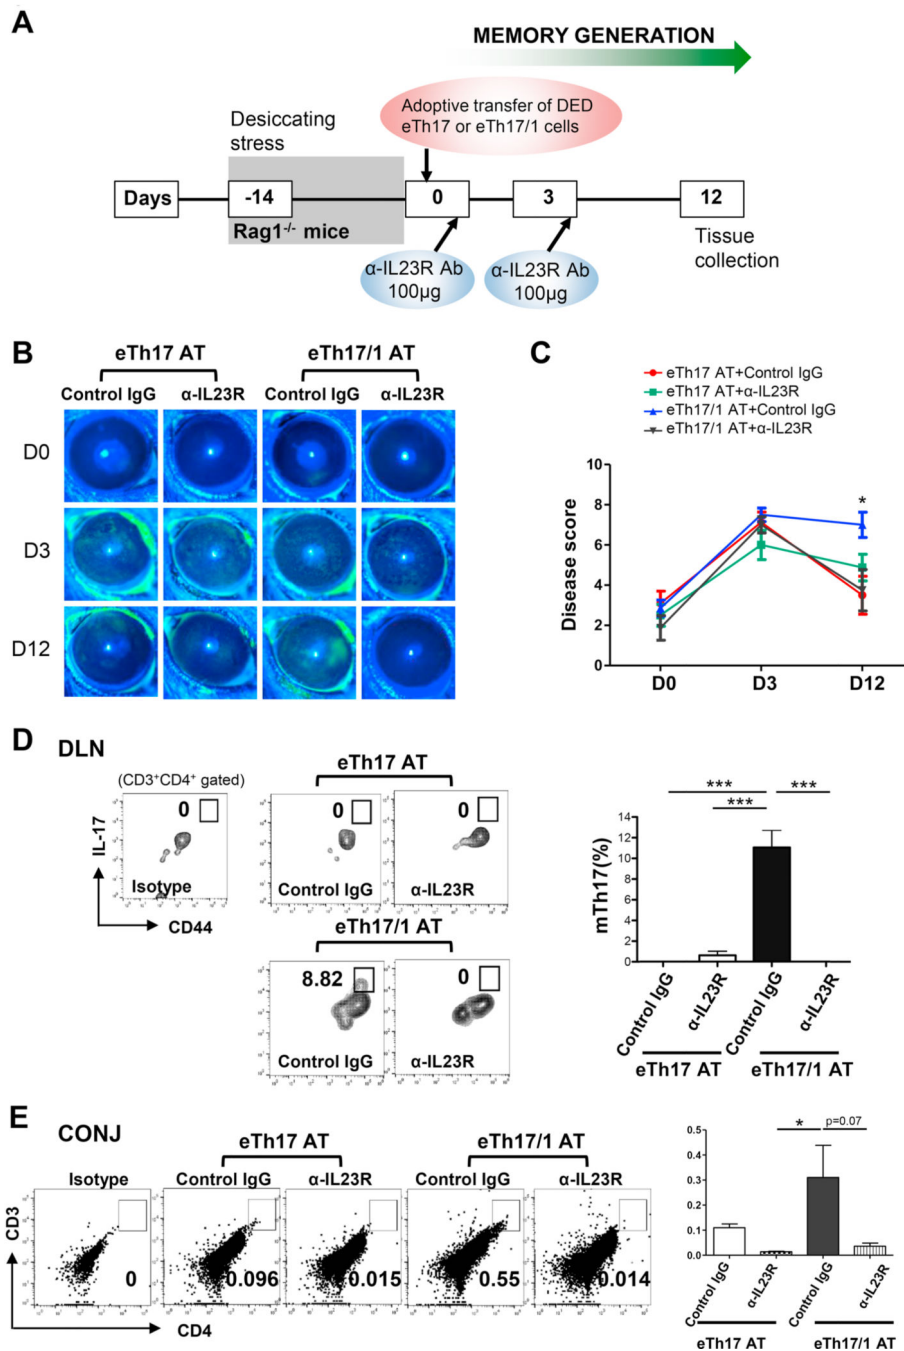 A
MEMORY GENERATION
Adoptive transfer of DED
eTh17 or eTh17/1 cells
Desiccating
stress
Days
-14
0
3
12
Rag1-/- mice
Tissue
collection
α-IL23R Ab
100µg
α-IL23R Ab
100µg
B
eTh17 AT
eTh17/1 AT
Control IgG
α-IL23R
Control IgG
α-IL23R
D0
D3
D12
C
eTh17 AT+Control IgG
eTh17 AT+α-IL23R
eTh17/1 AT+Control IgG
eTh17/1 AT+α-IL23R
Disease score
10
8
6
4
2
0
*
D0
D3
D12
D
DLN
(CD3+CD4+ gated)
IL-17
CD44
0
Isotype
eTh17 AT
0
Control IgG
0
α-IL23R
eTh17/1 AT
8.82
Control IgG
0
α-IL23R
***
***
***
mTh17(%)
14
12
10
8
6
4
2
0
Control IgG
α-IL23R
Control IgG
α-IL23R
eTh17 AT
eTh17/1 AT
E
CONJ
eTh17 AT
eTh17/1 AT
Isotype
Control IgG
α-IL23R
Control IgG
α-IL23R
CD3
CD4
0
0.096
0.015
0.55
0.014
*
p=0.07
0.5
0.4
0.3
0.2
0.1
0.0
Control IgG
α-IL23R
Control IgG
α-IL23R
eTh17 AT
eTh17/1 AT